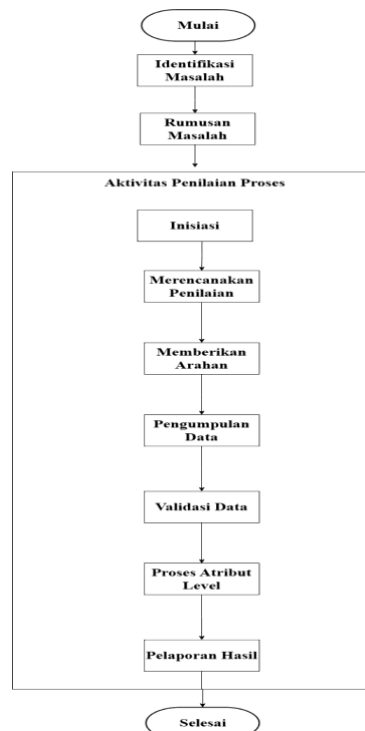 Mulai
Identifikasi
Masalah
Rumusan
Masalah
Aktivitas Penilaian Proses
Inisiasi
Merencanakan
Penilaian
Memberikan
Arahan
Pengumpulan
Data
Validasi Data
Proses Atribut
Level
Pelaporan Hasil
Selesai